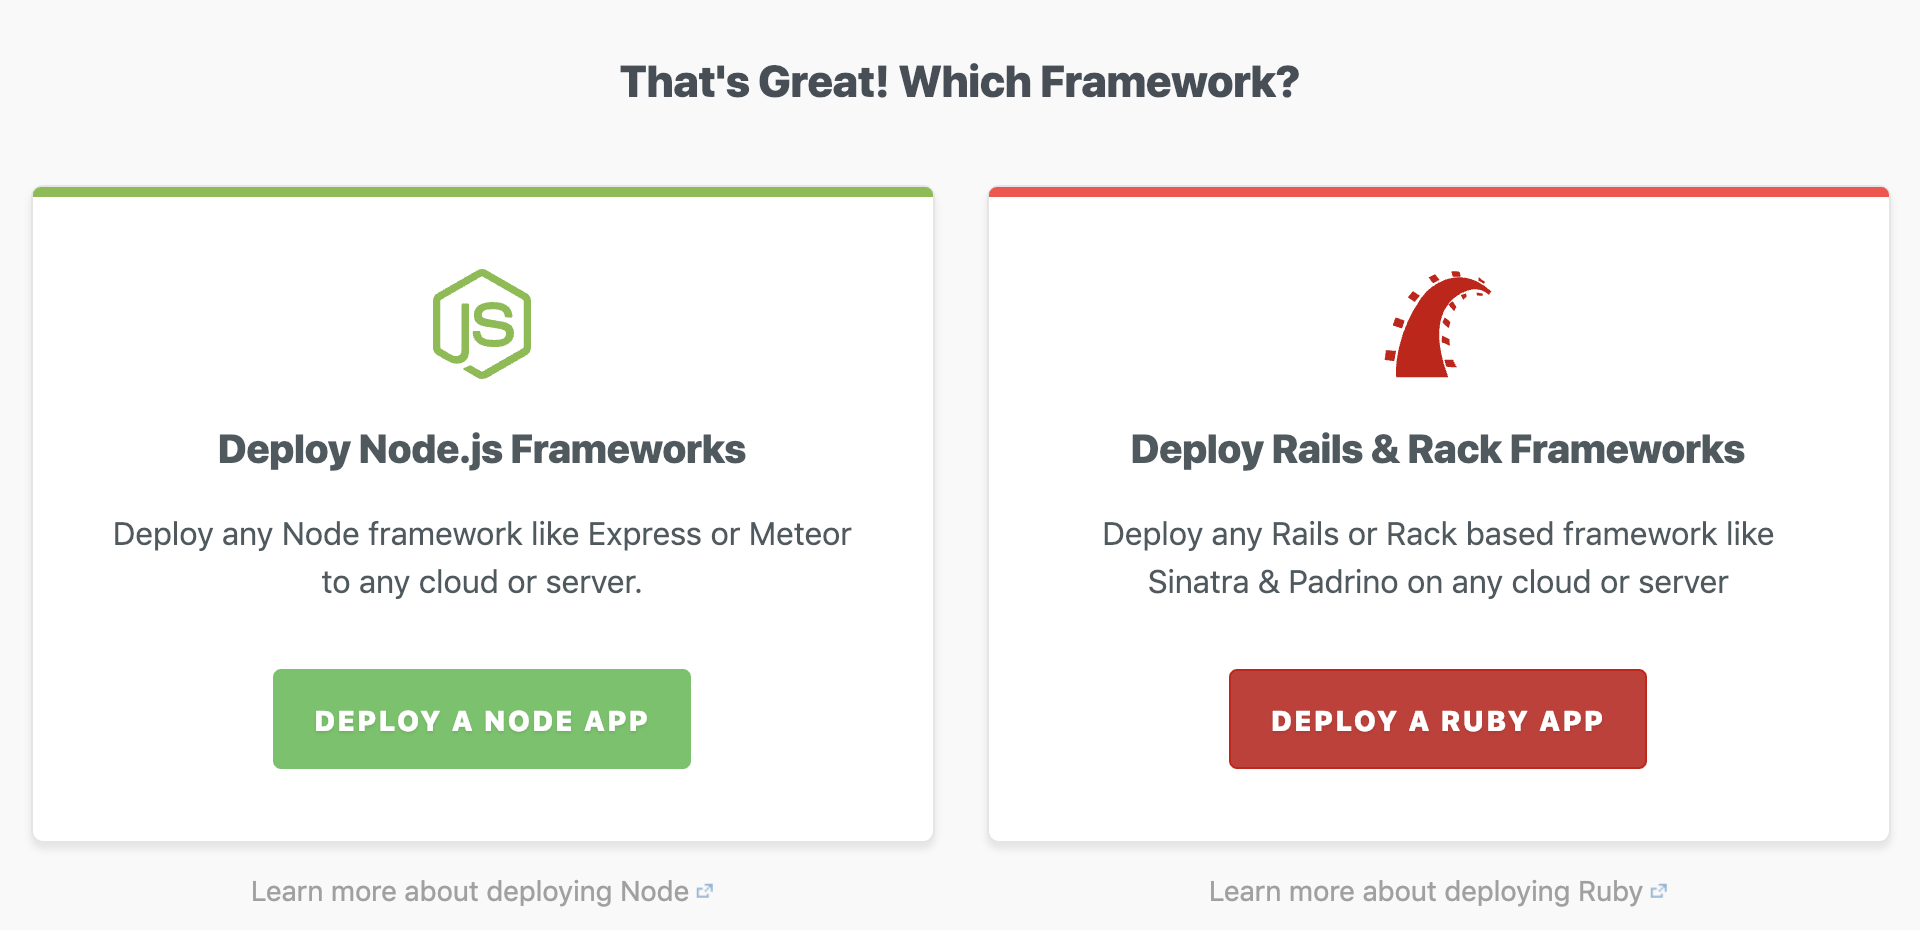 That's Great! Which Framework?
JS
Deploy Node.js Frameworks
Deploy any Node framework like Express or Meteor
to any cloud or server.
DEPLOY A NODE APP
Learn more about deploying Node
Deploy Rails & Rack Frameworks
Deploy any Rails or Rack based framework like
Sinatra & Padrino on any cloud or server
DEPLOY A RUBY APP
Learn more about deploying Ruby